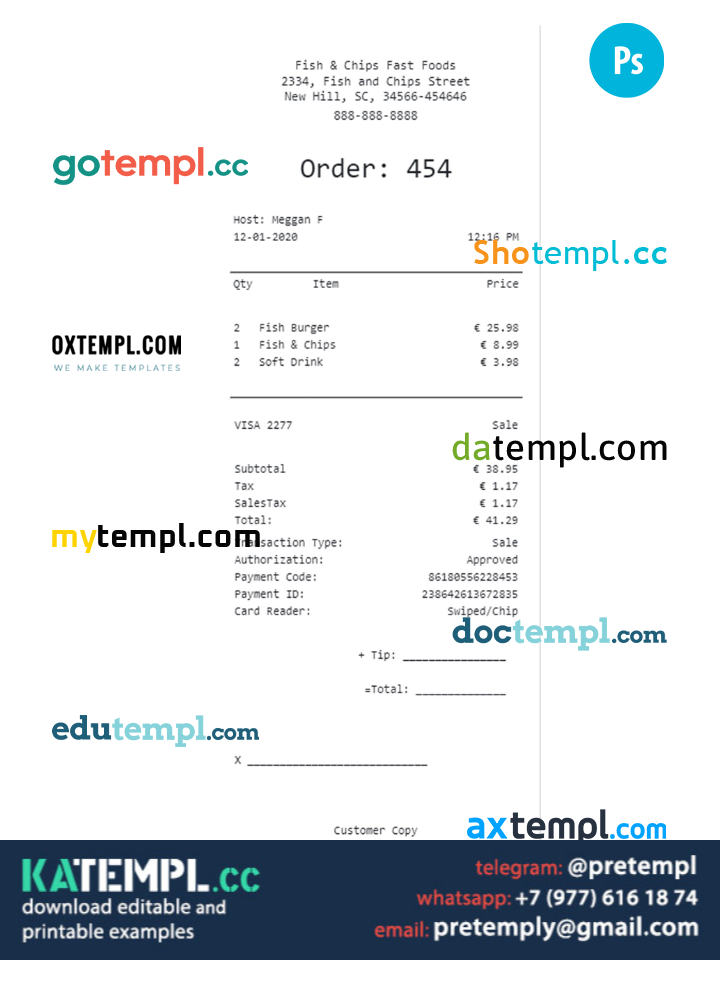 Ps
Fish & Chips Fast Foods
2334, Fish and Chips Street
New Hill, SC, 34566-454646
888-888-8888
gotempl.cc
Order: 454
Host: Meggan F
12-01-2020 12:16 PM
Shotempl.cc
Qty Item Price
2 Fish Burger € 25.98
1 Fish & Chips € 8.99
2 Soft Drink € 3.98
OXTEMPL.COM
WE MAKE TEMPLATES
VISA 2277 Sale
datempl.com
Subtotal € 38.95
Tax € 1.17
SalesTax € 1.17
Total: € 41.29
mytempl.com
Transaction Type: Sale
Authorization: Approved
Payment Code: 86180556228453
Payment ID: 238642613672835
Card Reader: Swiped/Chip
doctempl.com
+ Tip: ________________
=Total: ______________
edutempl.com
X ____________________________
Customer Copy
axtempl.com
KATEMPL.cc
download editable and
printable examples
telegram: @pretempl
whatsapp: +7 (977) 616 18 74
email: pretemply@gmail.com